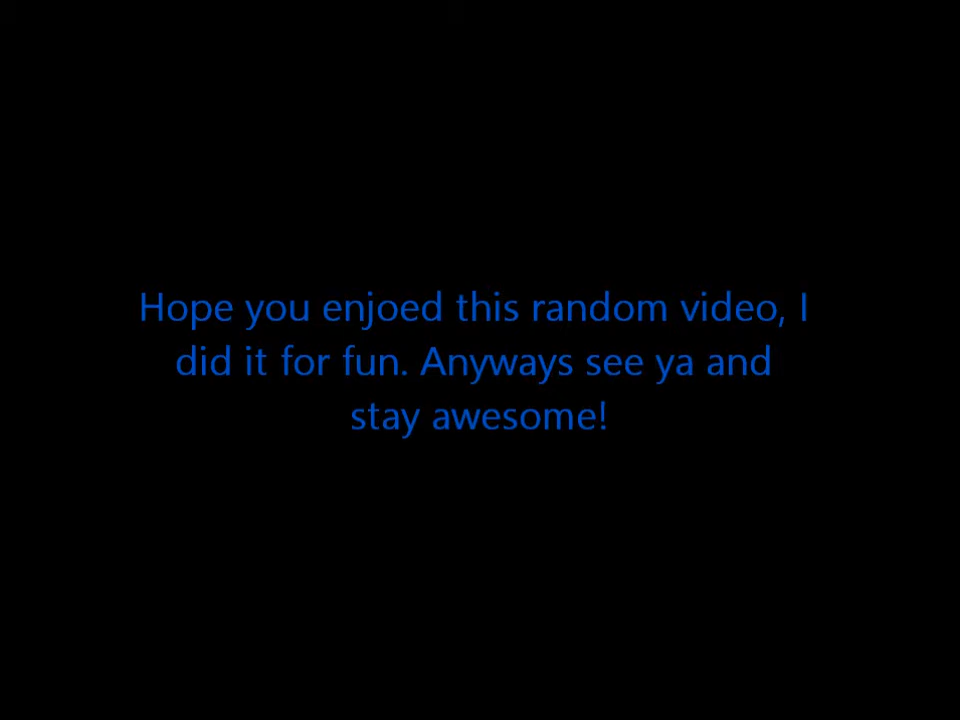 Hope you enjoed this random video, I
did it for fun. Anyways see ya and
stay awesome!